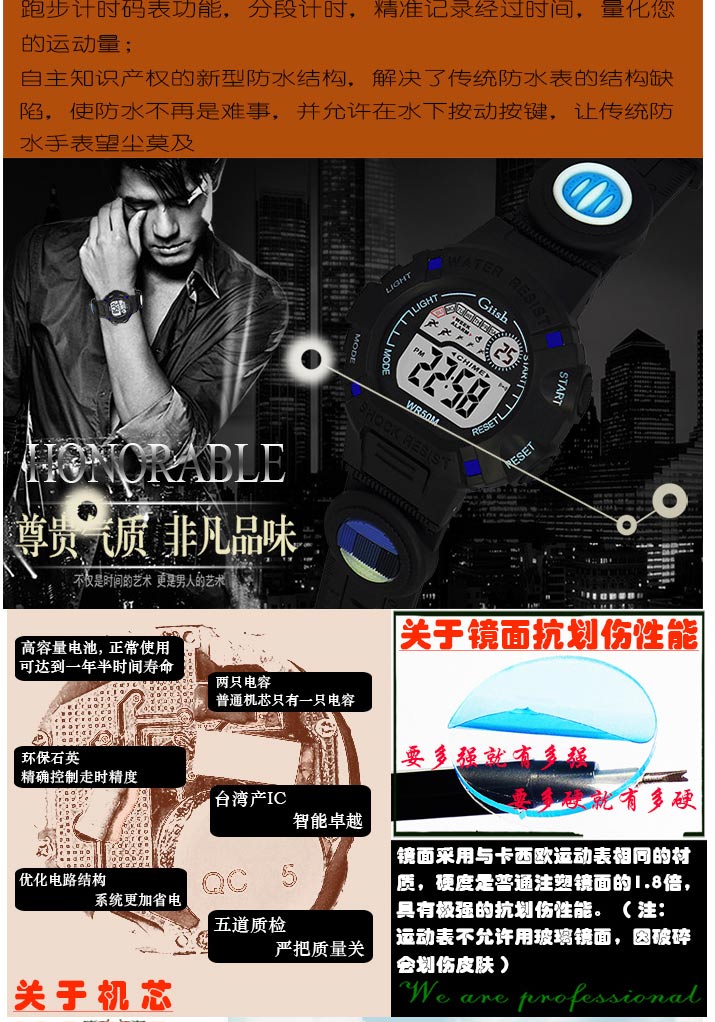 跑步计时码表功能，分段计时，精准记录经过时间，量化您
的运动量；
自主知识产权的新型防水结构，解决了传统防水表的结构缺
陷，使防水不再是难事，并允许在水下按动按键，让传统防
水手表望尘莫及
LIGHT
WATER RESIST
LIGHT
Giish
WEEK
ALARM
25
MODE
MODE
PM
CHIME
START
START
22:58
WR50M
RESET
RESET
SHOCK RESIST
HONORABLE
尊贵气质 非凡品味
不仅是时间的艺术 更是男人的艺术
高容量电池，正常使用
可达到一年半时间寿命
两只电容
普通机芯只有一只电容
环保石英
精确控制走时精度
台湾产IC
智能卓越
优化电路结构
系统更加省电
QC 5
五道质检
严把质量关
关于机芯
关于镜面抗划伤性能
要多强就有多强
要多硬就有多硬
镜面采用与卡西欧运动表相同的材
质，硬度是普通注塑镜面的1.8倍，
具有极强的抗划伤性能。（注：
运动表不允许用玻璃镜面，因破碎
会划伤皮肤）
We are professional